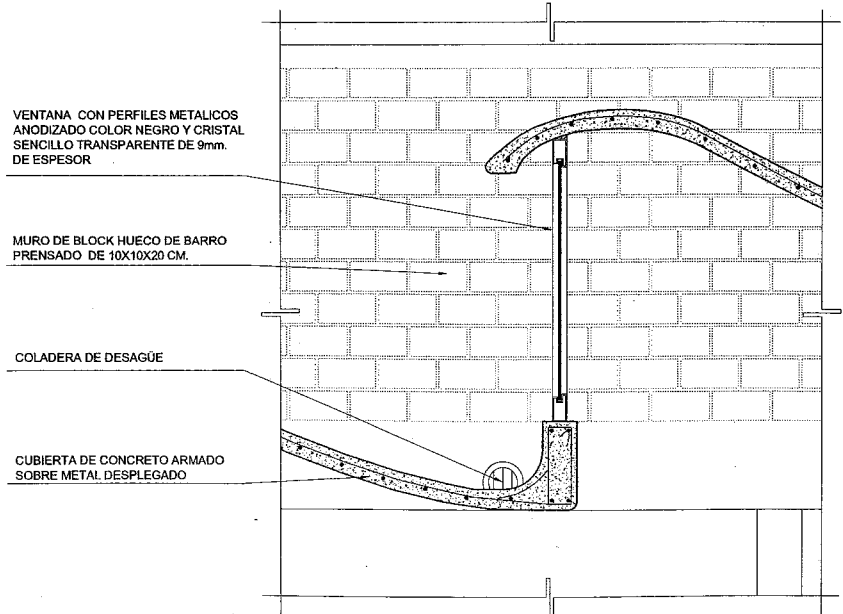 VENTANA CON PERFILES METALICOS
ANODIZADO COLOR NEGRO Y CRISTAL
SENCILLO TRANSPARENTE DE 9mm.
DE ESPESOR
MURO DE BLOCK HUECO DE BARRO
PRENSADO DE 10X10X20 CM.
COLADERA DE DESAGÜE
CUBIERTA DE CONCRETO ARMADO
SOBRE METAL DESPLEGADO